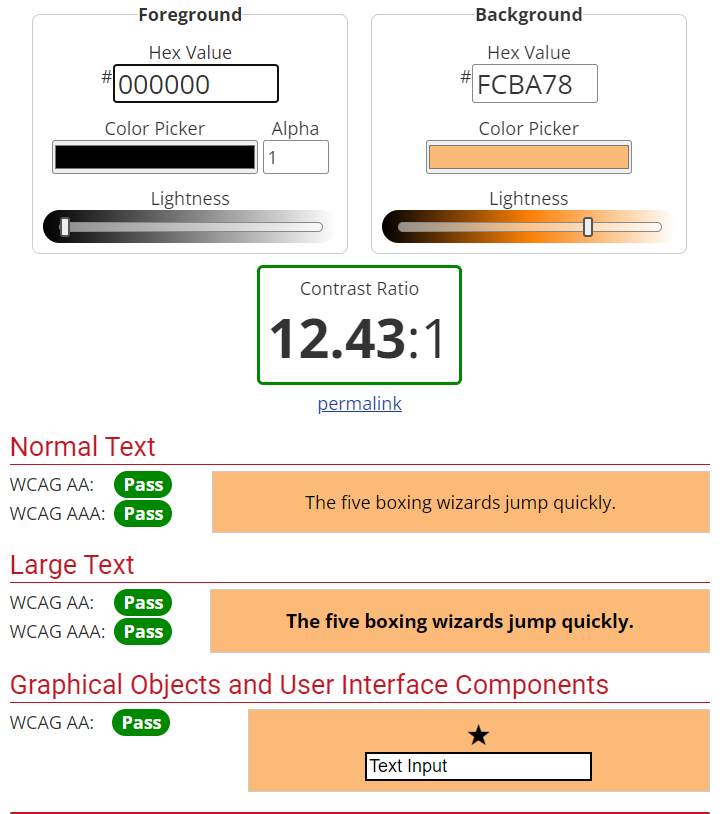 Foreground
Hex Value
#000000
Color Picker Alpha
1
Lightness
Background
Hex Value
#FCBA78
Color Picker
Lightness
Contrast Ratio
12.43:1
permalink
Normal Text
WCAG AA: Pass
WCAG AAA: Pass
The five boxing wizards jump quickly.
Large Text
WCAG AA: Pass
WCAG AAA: Pass
The five boxing wizards jump quickly.
Graphical Objects and User Interface Components
WCAG AA: Pass
Text Input